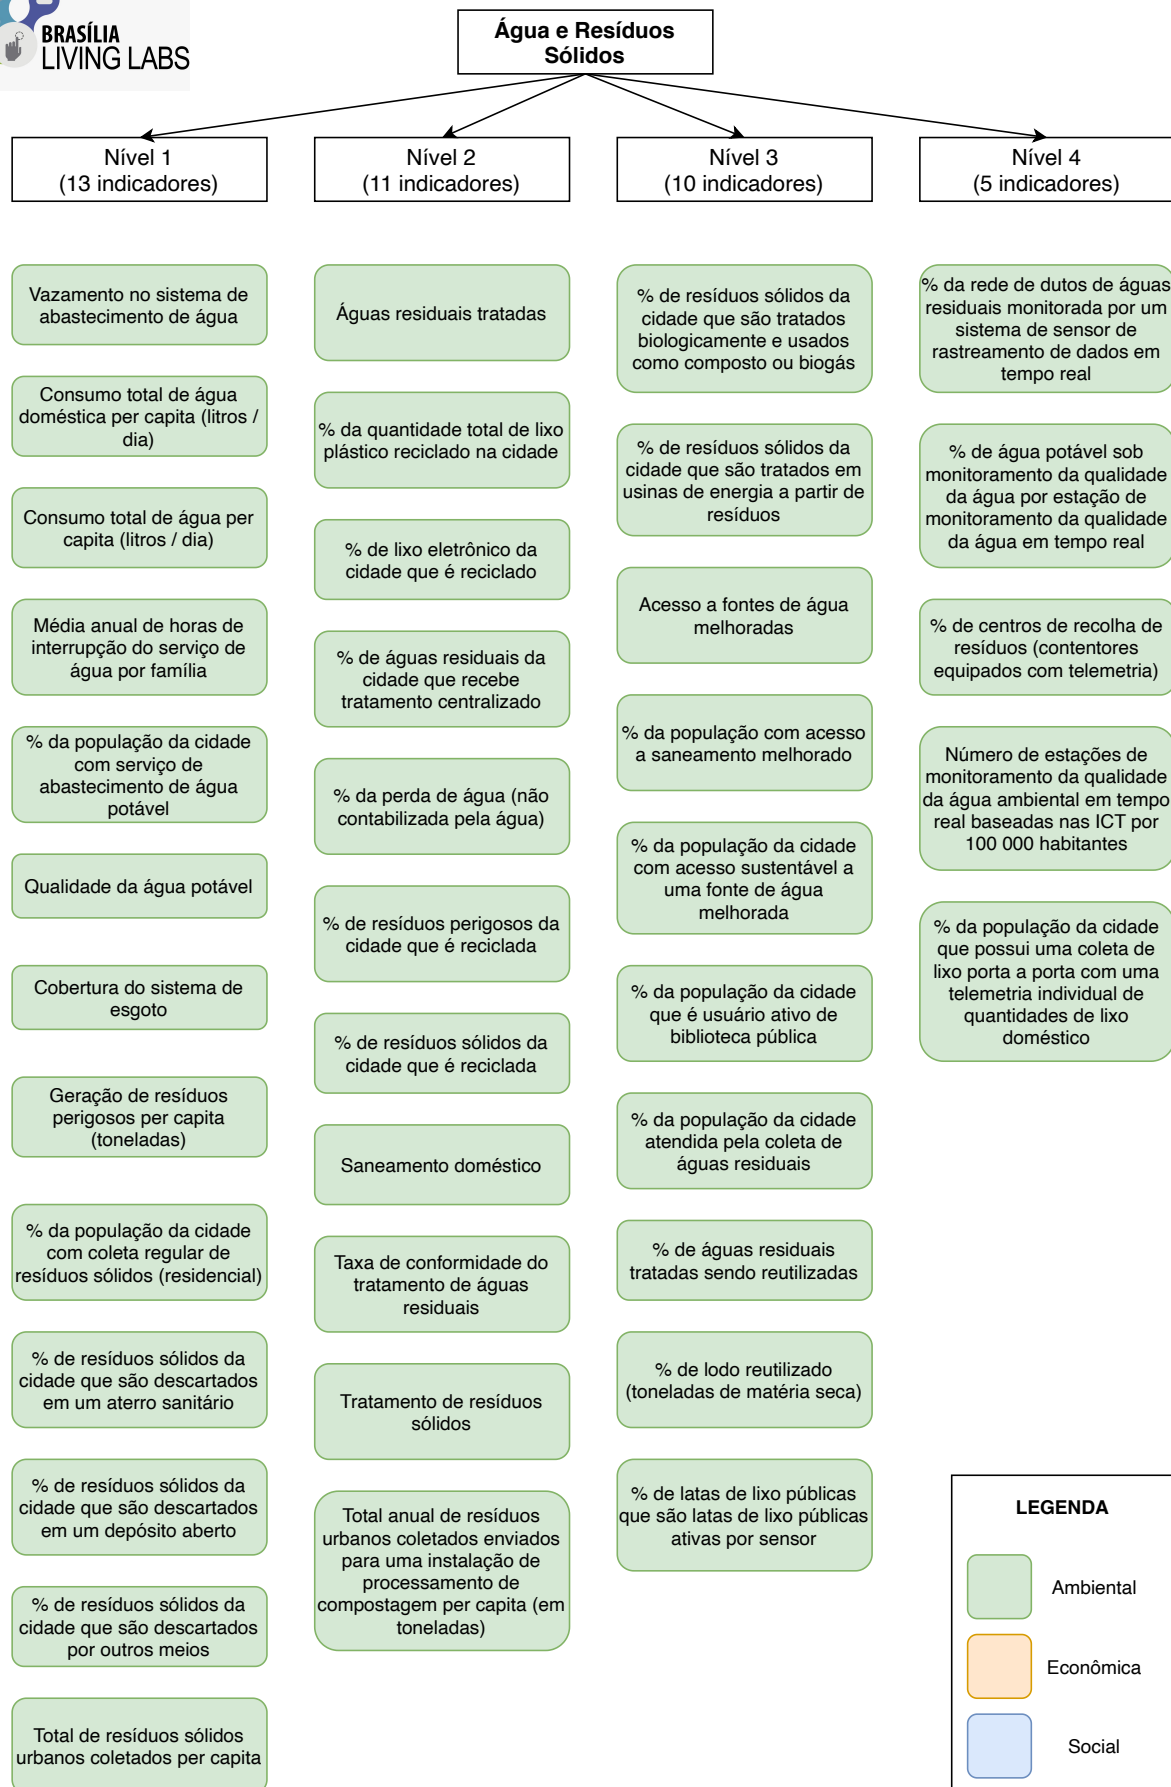 BRASÍLIA
LIVING LABS
Água e Resíduos
Sólidos
Nível 1
(13 indicadores)
Nível 2
(11 indicadores)
Nível 3
(10 indicadores)
Nível 4
(5 indicadores)
Vazamento no sistema de
abastecimento de água
Consumo total de água
doméstica per capita (litros /
dia)
Consumo total de água per
capita (litros / dia)
Média anual de horas de
interrupção do serviço de
água por família
% da população da cidade
com serviço de
abastecimento de água
potável
Qualidade da água potável
Cobertura do sistema de
esgoto
Geração de resíduos
perigosos per capita
(toneladas)
% da população da cidade
com coleta regular de
resíduos sólidos (residencial)
% de resíduos sólidos da
cidade que são descartados
em um aterro sanitário
% de resíduos sólidos da
cidade que são descartados
em um depósito aberto
% de resíduos sólidos da
cidade que são descartados
por outros meios
Total de resíduos sólidos
urbanos coletados per capita
Águas residuais tratadas
% da quantidade total de lixo
plástico reciclado na cidade
% de lixo eletrônico da
cidade que é reciclado
% de águas residuais da
cidade que recebe
tratamento centralizado
% da perda de água (não
contabilizada pela água)
% de resíduos perigosos da
cidade que é reciclada
% de resíduos sólidos da
cidade que é reciclada
Saneamento doméstico
Taxa de conformidade do
tratamento de águas
residuais
Tratamento de resíduos
sólidos
Total anual de resíduos
urbanos coletados enviados
para uma instalação de
processamento de
compostagem per capita (em
toneladas)
% de resíduos sólidos da
cidade que são tratados
biologicamente e usados
como composto ou biogás
% de resíduos sólidos da
cidade que são tratados em
usinas de energia a partir de
resíduos
Acesso a fontes de água
melhoradas
% da população com acesso
a saneamento melhorado
% da população da cidade
com acesso sustentável a
uma fonte de água
melhorada
% da população da cidade
que é usuário ativo de
biblioteca pública
% da população da cidade
atendida pela coleta de
águas residuais
% de águas residuais
tratadas sendo reutilizadas
% de lodo reutilizado
(toneladas de matéria seca)
% de latas de lixo públicas
que são latas de lixo públicas
ativas por sensor
% da rede de dutos de águas
residuais monitorada por um
sistema de sensor de
rastreamento de dados em
tempo real
% de água potável sob
monitoramento da qualidade
da água por estação de
monitoramento da qualidade
da água em tempo real
% de centros de recolha de
resíduos (contentores
equipados com telemetria)
Número de estações de
monitoramento da qualidade
da água ambiental em tempo
real baseadas nas ICT por
100 000 habitantes
% da população da cidade
que possui uma coleta de
lixo porta a porta com uma
telemetria individual de
quantidades de lixo
doméstico
LEGENDA
Ambiental
Econômica
Social